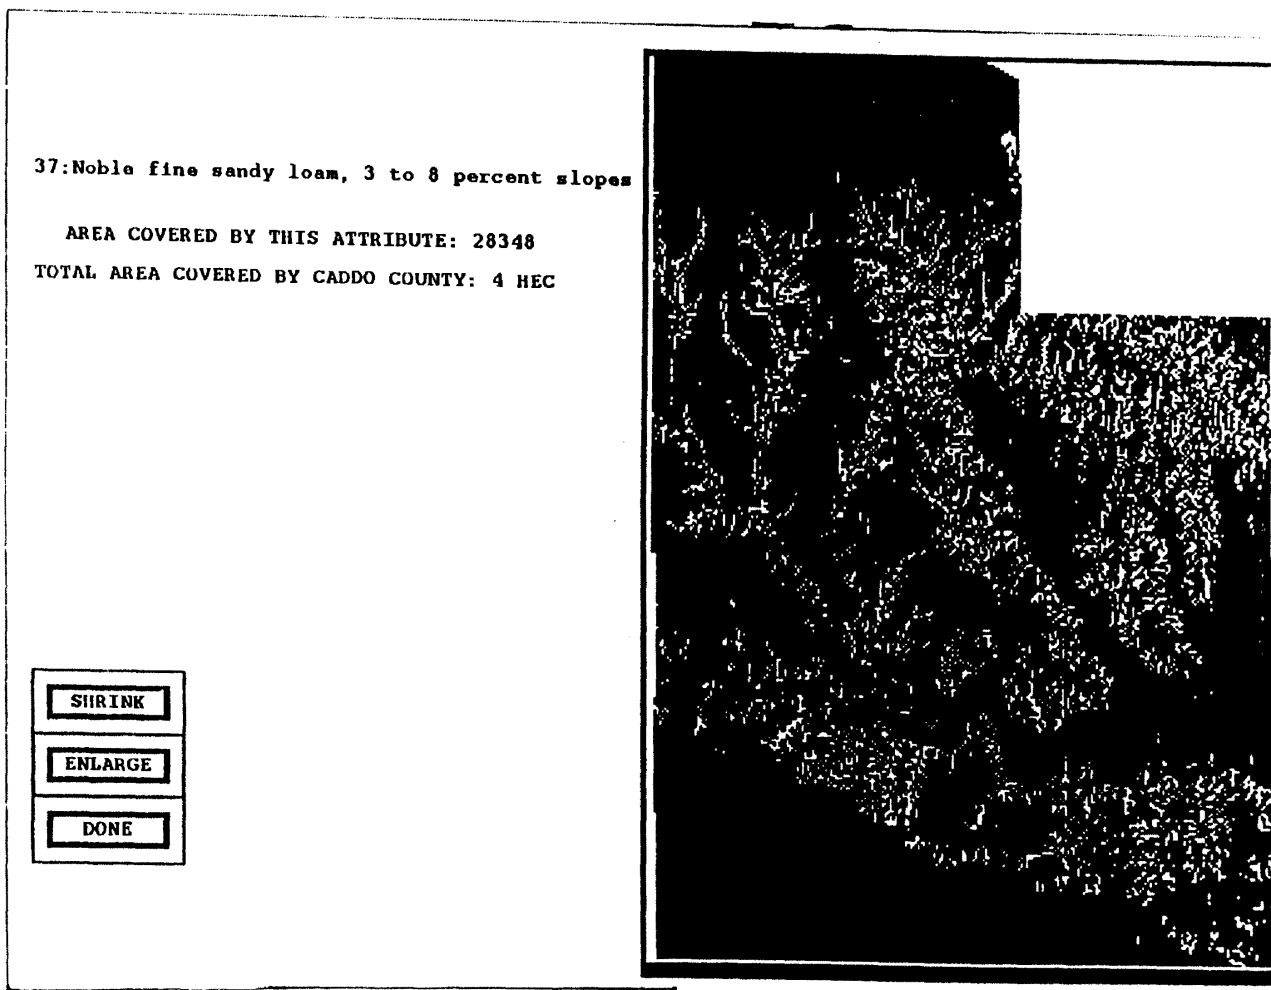 37:Noble fine sandy loam, 3 to 8 percent slopes
AREA COVERED BY THIS ATTRIBUTE: 28348
TOTAL AREA COVERED BY CADDO COUNTY: 4 HEC
SHRINK
ENLARGE
DONE